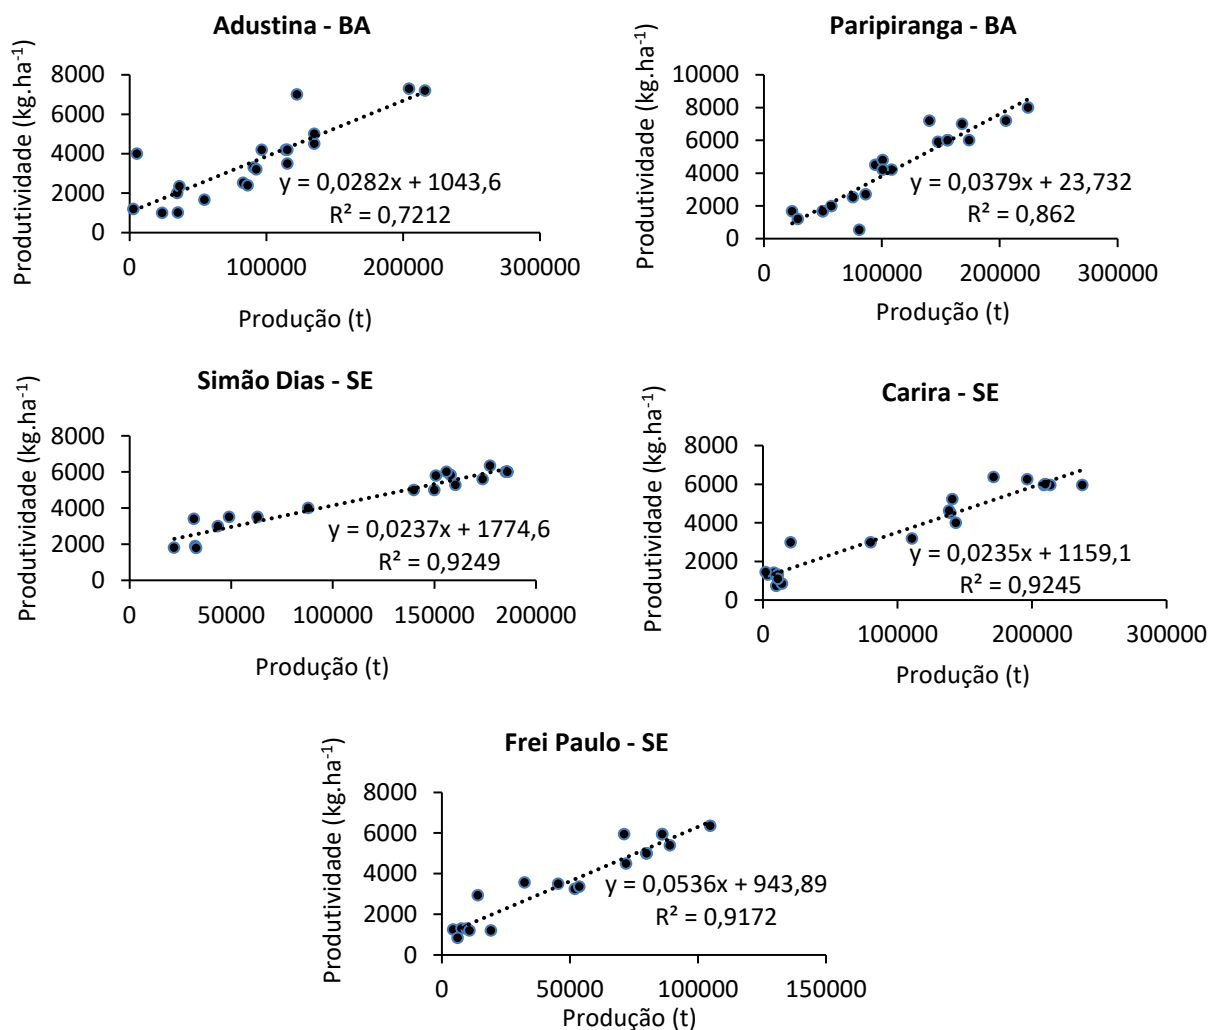 Adustina - BA
Produtividade (kg.ha⁻¹)
8000
6000
4000
2000
0
y = 0,0282x + 1043,6
R² = 0,7212
0 100000 200000 300000
Produção (t)
Paripiranga - BA
Produtividade (kg.ha⁻¹)
10000
8000
6000
4000
2000
0
y = 0,0379x + 23,732
R² = 0,862
0 100000 200000 300000
Produção (t)
Simão Dias - SE
Produtividade (kg.ha⁻¹)
8000
6000
4000
2000
0
y = 0,0237x + 1774,6
R² = 0,9249
0 50000 100000 150000 200000
Produção (t)
Carira - SE
Produtividade (kg.ha⁻¹)
8000
6000
4000
2000
0
y = 0,0235x + 1159,1
R² = 0,9245
0 100000 200000 300000
Produção (t)
Frei Paulo - SE
Produtividade (kg.ha⁻¹)
8000
6000
4000
2000
0
y = 0,0536x + 943,89
R² = 0,9172
0 50000 100000 150000
Produção (t)